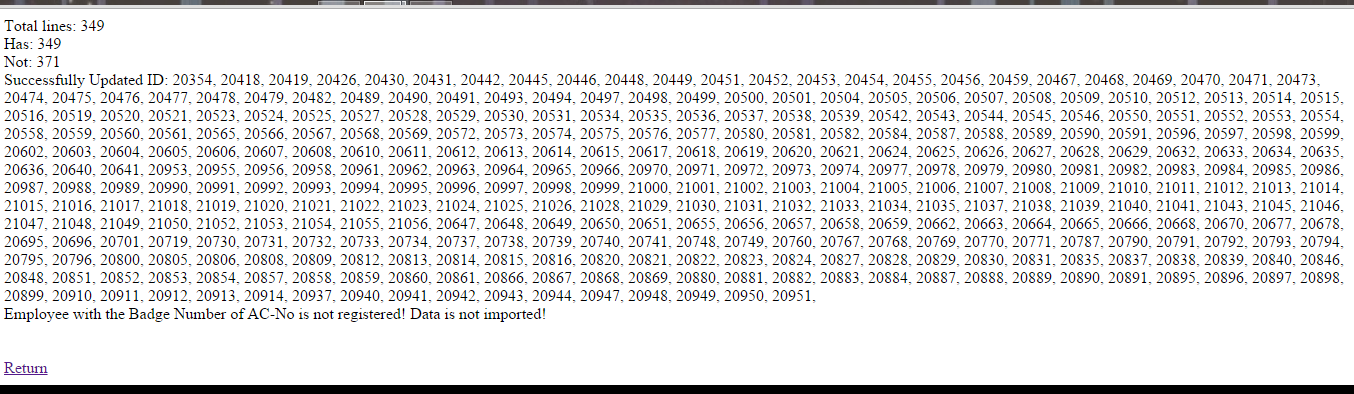 Total lines: 349
Has: 349
Not: 371
Successfully Updated ID: 20354, 20418, 20419, 20426, 20430, 20431, 20442, 20445, 20446, 20448, 20449, 20451, 20452, 20453, 20454, 20455, 20456, 20459, 20467, 20468, 20469, 20470, 20471, 20473,
20474, 20475, 20476, 20477, 20478, 20479, 20482, 20489, 20490, 20491, 20493, 20494, 20497, 20498, 20499, 20500, 20501, 20504, 20505, 20506, 20507, 20508, 20509, 20510, 20512, 20513, 20514, 20515,
20516, 20519, 20520, 20521, 20523, 20524, 20525, 20527, 20528, 20529, 20530, 20531, 20534, 20535, 20536, 20537, 20538, 20539, 20542, 20543, 20544, 20545, 20546, 20550, 20551, 20552, 20553, 20554,
20558, 20559, 20560, 20561, 20565, 20566, 20567, 20568, 20569, 20572, 20573, 20574, 20575, 20576, 20577, 20580, 20581, 20582, 20584, 20587, 20588, 20589, 20590, 20591, 20596, 20597, 20598, 20599,
20602, 20603, 20604, 20605, 20606, 20607, 20608, 20610, 20611, 20612, 20613, 20614, 20615, 20617, 20618, 20619, 20620, 20621, 20624, 20625, 20626, 20627, 20628, 20629, 20632, 20633, 20634, 20635,
20636, 20640, 20641, 20953, 20955, 20956, 20958, 20961, 20962, 20963, 20964, 20965, 20966, 20970, 20971, 20972, 20973, 20974, 20977, 20978, 20979, 20980, 20981, 20982, 20983, 20984, 20985, 20986,
20987, 20988, 20989, 20990, 20991, 20992, 20993, 20994, 20995, 20996, 20997, 20998, 20999, 21000, 21001, 21002, 21003, 21004, 21005, 21006, 21007, 21008, 21009, 21010, 21011, 21012, 21013, 21014,
21015, 21016, 21017, 21018, 21019, 21020, 21021, 21022, 21023, 21024, 21025, 21026, 21028, 21029, 21030, 21031, 21032, 21033, 21034, 21035, 21037, 21038, 21039, 21040, 21041, 21043, 21045, 21046,
21047, 21048, 21049, 21050, 21052, 21053, 21054, 21055, 21056, 20647, 20648, 20649, 20650, 20651, 20655, 20656, 20657, 20658, 20659, 20662, 20663, 20664, 20665, 20666, 20668, 20670, 20677, 20678,
20695, 20696, 20701, 20719, 20730, 20731, 20732, 20733, 20734, 20737, 20738, 20739, 20740, 20741, 20748, 20749, 20760, 20767, 20768, 20769, 20770, 20771, 20787, 20790, 20791, 20792, 20793, 20794,
20795, 20796, 20800, 20805, 20806, 20808, 20809, 20812, 20813, 20814, 20815, 20816, 20820, 20821, 20822, 20823, 20824, 20827, 20828, 20829, 20830, 20831, 20835, 20837, 20838, 20839, 20840, 20846,
20848, 20851, 20852, 20853, 20854, 20857, 20858, 20859, 20860, 20861, 20866, 20867, 20868, 20869, 20880, 20881, 20882, 20883, 20884, 20887, 20888, 20889, 20890, 20891, 20895, 20896, 20897, 20898,
20899, 20910, 20911, 20912, 20913, 20914, 20937, 20940, 20941, 20942, 20943, 20944, 20947, 20948, 20949, 20950, 20951,
Employee with the Badge Number of AC-No is not registered! Data is not imported!
Return